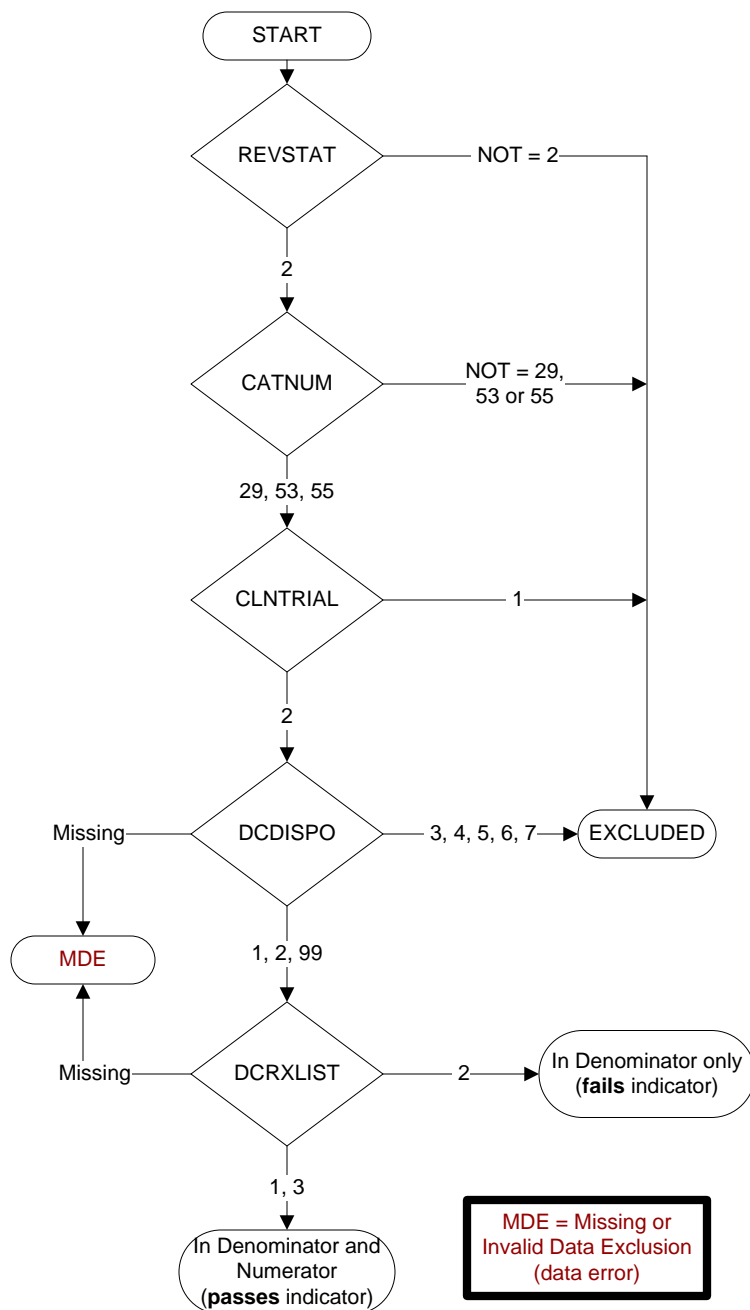 START
REVSTAT
NOT = 2
2
CATNUM
NOT = 29,
53 or 55
29, 53, 55
CLNTRIAL
1
2
Missing
DCDISPO
3, 4, 5, 6, 7
EXCLUDED
MDE
1, 2, 99
Missing
DCRXLIST
2
In Denominator only
(fails indicator)
1, 3
In Denominator and
Numerator
(passes indicator)
MDE = Missing or
Invalid Data Exclusion
(data error)